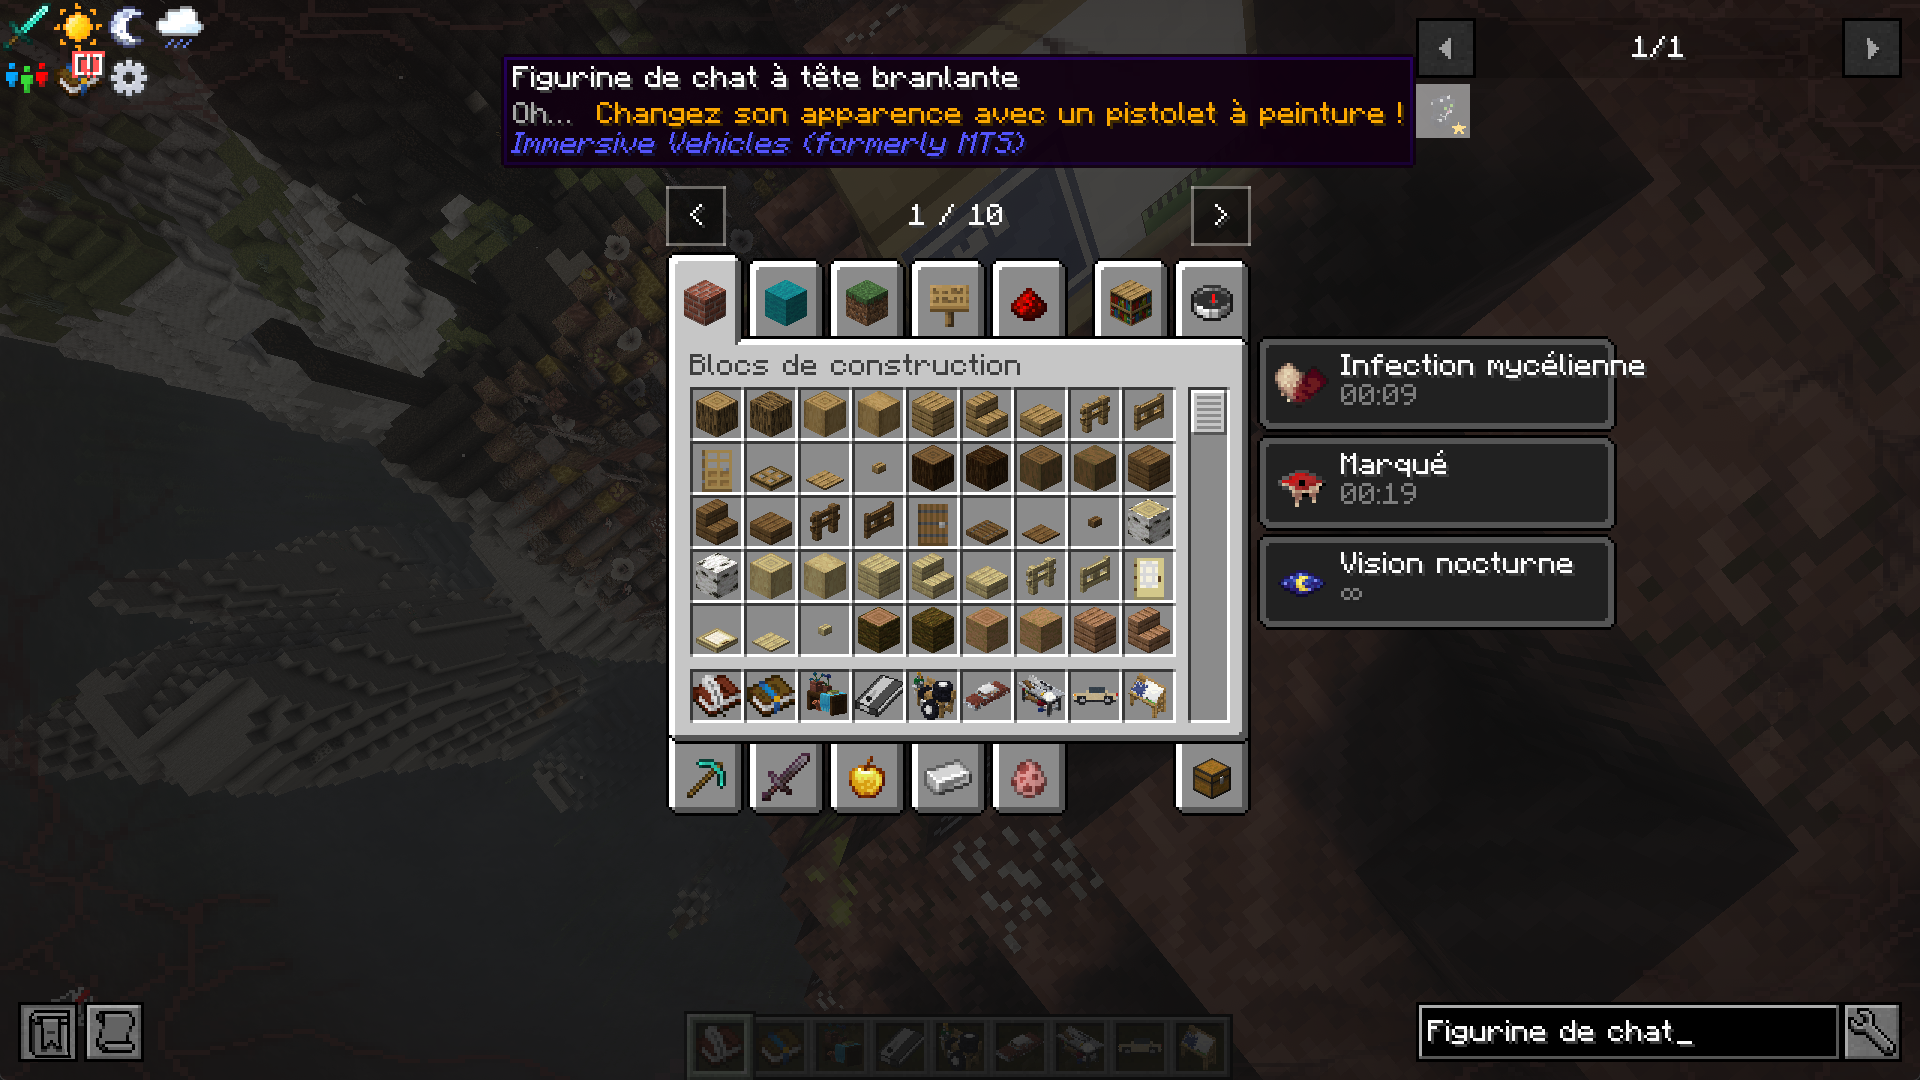 Figurine de chat à tête branlante
Oh... Changez son apparence avec un pistolet à peinture !
Immersive Vehicles (formerly MTS)
1/1
< 1 / 10 >
Blocs de construction
Infection mycélienne
00:09
Marqué
00:19
Vision nocturne
∞
Figurine de chat_